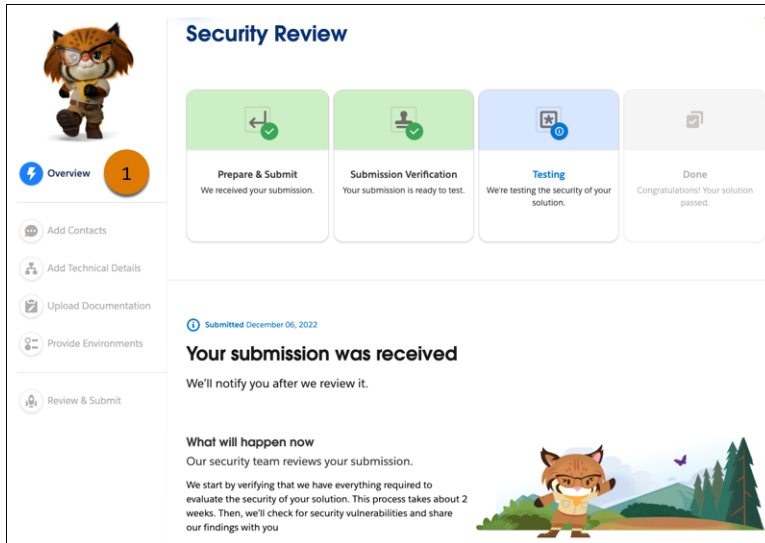 Security Review
Overview
1
Add Contacts
Add Technical Details
Upload Documentation
Provide Environments
Review & Submit
Prepare & Submit
We received your submission.
Submission Verification
Your submission is ready to test.
Testing
We're testing the security of your
solution.
Done
Congratulations! Your solution
passed.
Submitted December 06, 2022
Your submission was received
We'll notify you after we review it.
What will happen now
Our security team reviews your submission.
We start by verifying that we have everything required to
evaluate the security of your solution. This process takes about 2
weeks. Then, we'll check for security vulnerabilities and share
our findings with you